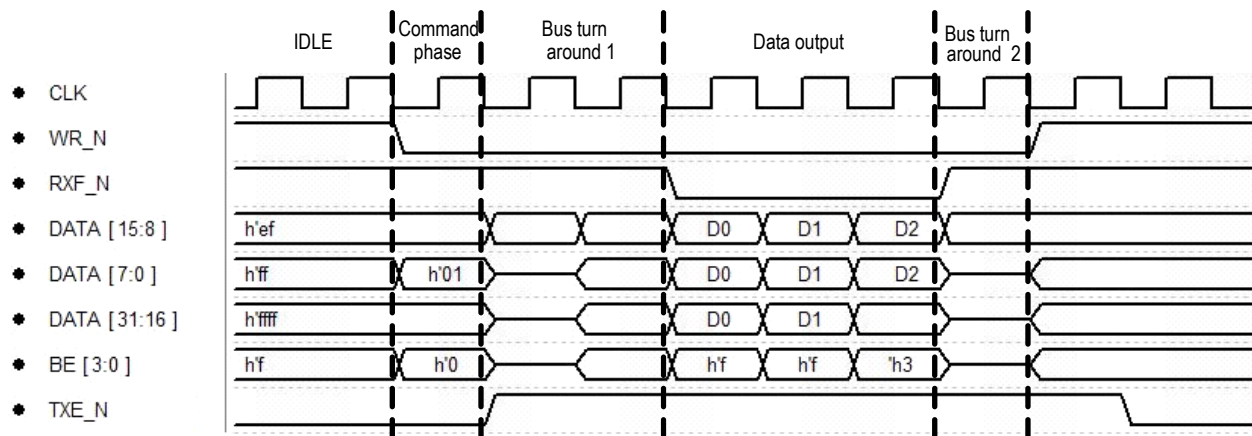 IDLE
Command
phase
Bus turn
around 1
Data output
Bus turn
around 2
CLK
WR_N
RXF_N
DATA [15:8] h'ef D0 D1 D2
DATA [7:0] h'ff h'01 D0 D1 D2
DATA [31:16] h'ffff D0 D1
BE [3:0] h'f h'0 h'f h'f 'h3
TXE_N